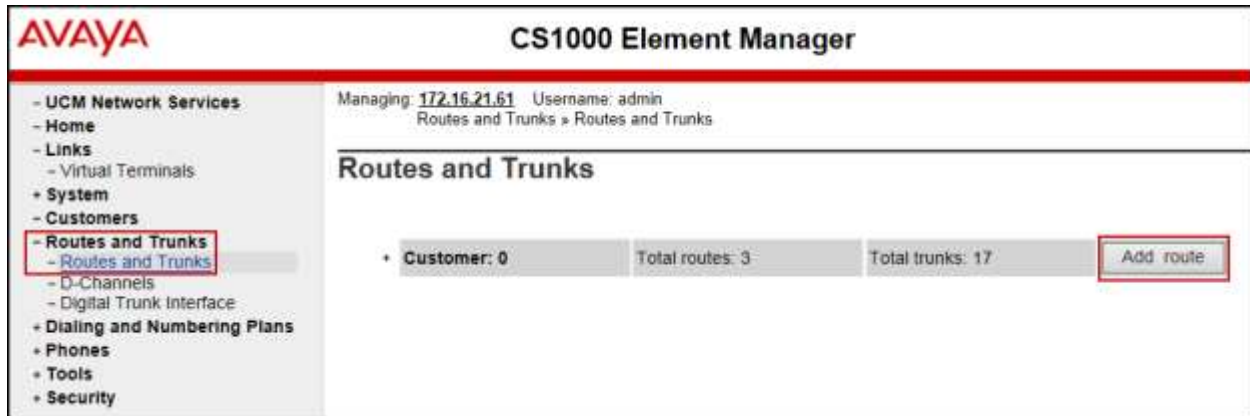 AVAYA
CS1000 Element Manager
- UCM Network Services
- Home
- Links
- Virtual Terminals
+ System
- Customers
- Routes and Trunks
- Routes and Trunks
- D-Channels
- Digital Trunk Interface
+ Dialing and Numbering Plans
+ Phones
+ Tools
+ Security
Managing: 172.16.21.61 Username: admin
Routes and Trunks » Routes and Trunks
Routes and Trunks
+ Customer: 0 Total routes: 3 Total trunks: 17 Add route